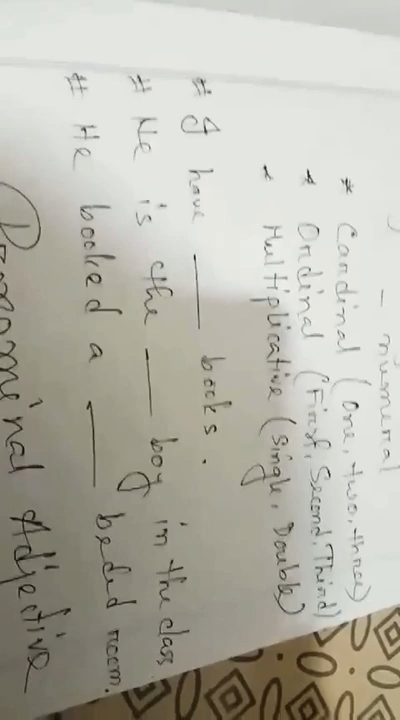 - numeral
* Cardinal (One, two, three)
* Ordinal (First, Second, Third)
* Multiplicative (Single, Double)
# I have ___ books.
# He is the ___ boy in the class.
# He booked a ___ beded room.
Pronominal Adjective